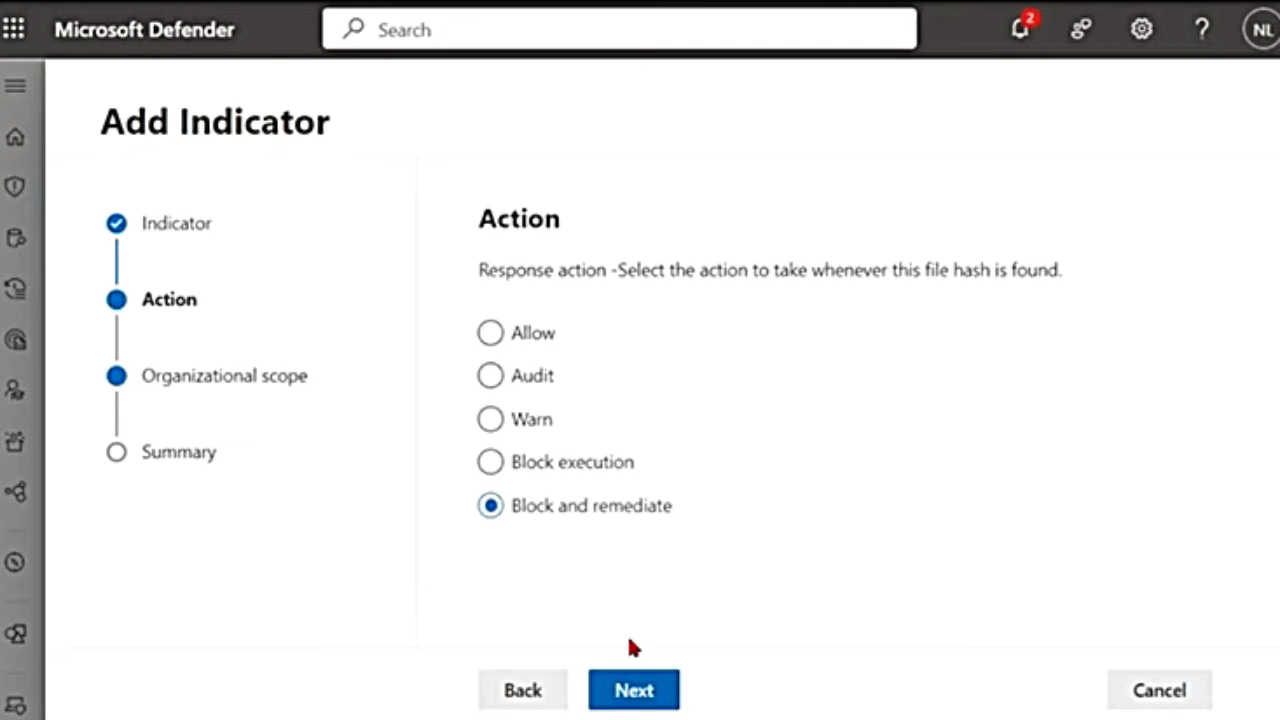 Microsoft Defender
Search
2
NL
Add Indicator
Indicator
Action
Organizational scope
Summary
Action
Response action -Select the action to take whenever this file hash is found.
Allow
Audit
Warn
Block execution
Block and remediate
Back
Next
Cancel